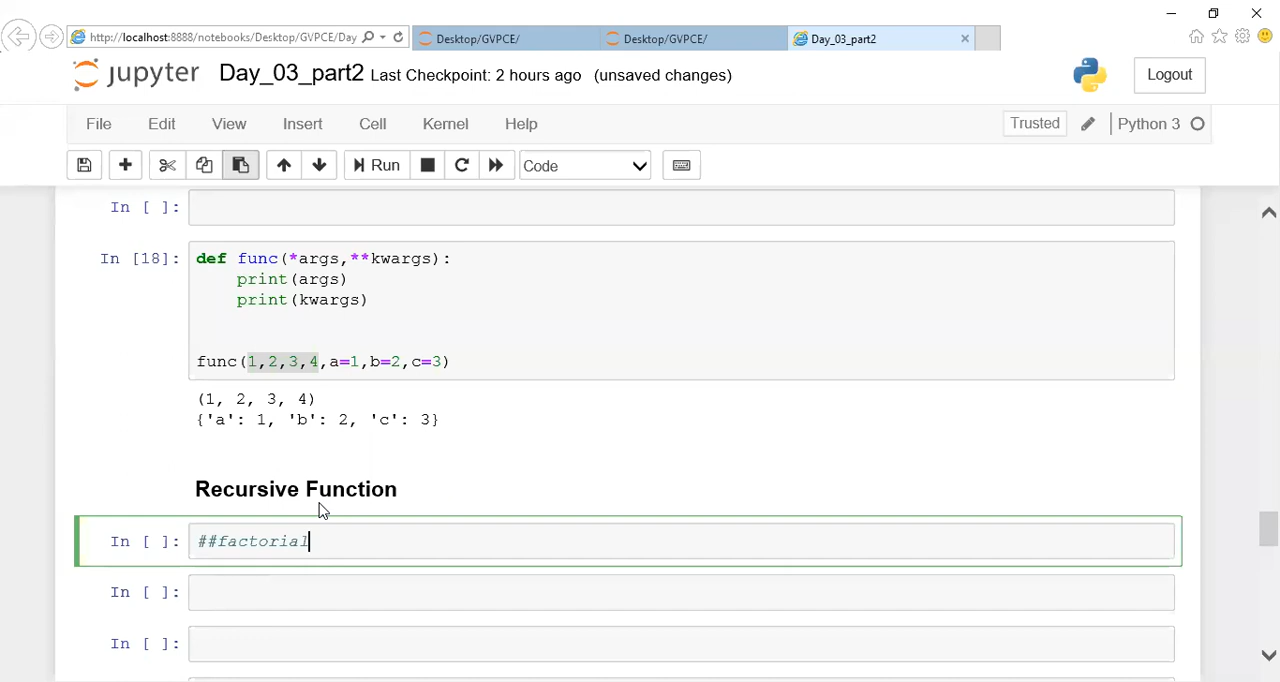 http://localhost:8888/notebooks/Desktop/GVPCE/Day
Desktop/GVPCE/
Desktop/GVPCE/
Day_03_part2
jupyter Day_03_part2 Last Checkpoint: 2 hours ago (unsaved changes)
Logout
File Edit View Insert Cell Kernel Help
Trusted
Python 3
Run
Code
In [ ]:
In [18]: def func(*args,**kwargs):
    print(args)
    print(kwargs)
func(1,2,3,4,a=1,b=2,c=3)
(1, 2, 3, 4)
{'a': 1, 'b': 2, 'c': 3}
Recursive Function
In [ ]: ##factorial
In [ ]:
In [ ]: